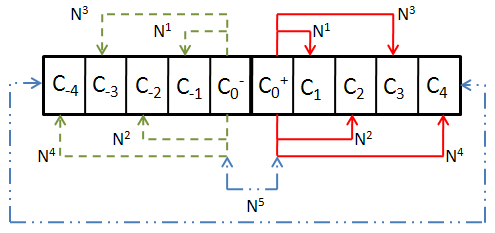 N³ N³
N¹ N¹
C₋₄ C₋₃ C₋₂ C₋₁ C₀⁻ C₀⁺ C₁ C₂ C₃ C₄
N² N²
N⁴ N⁴
N⁵